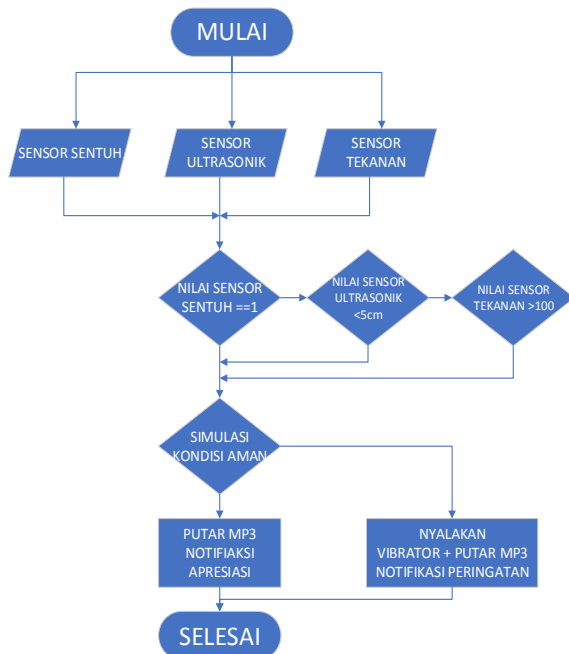 MULAI
SENSOR SENTUH
SENSOR
ULTRASONIK
SENSOR
TEKANAN
NILAI SENSOR
SENTUH ==1
NILAI SENSOR
ULTRASONIK
<5cm
NILAI SENSOR
TEKANAN >100
SIMULASI
KONDISI AMAN
PUTAR MP3
NOTIFIAKSI
APRESIASI
NYALAKAN
VIBRATOR + PUTAR MP3
NOTIFIKASI PERINGATAN
SELESAI